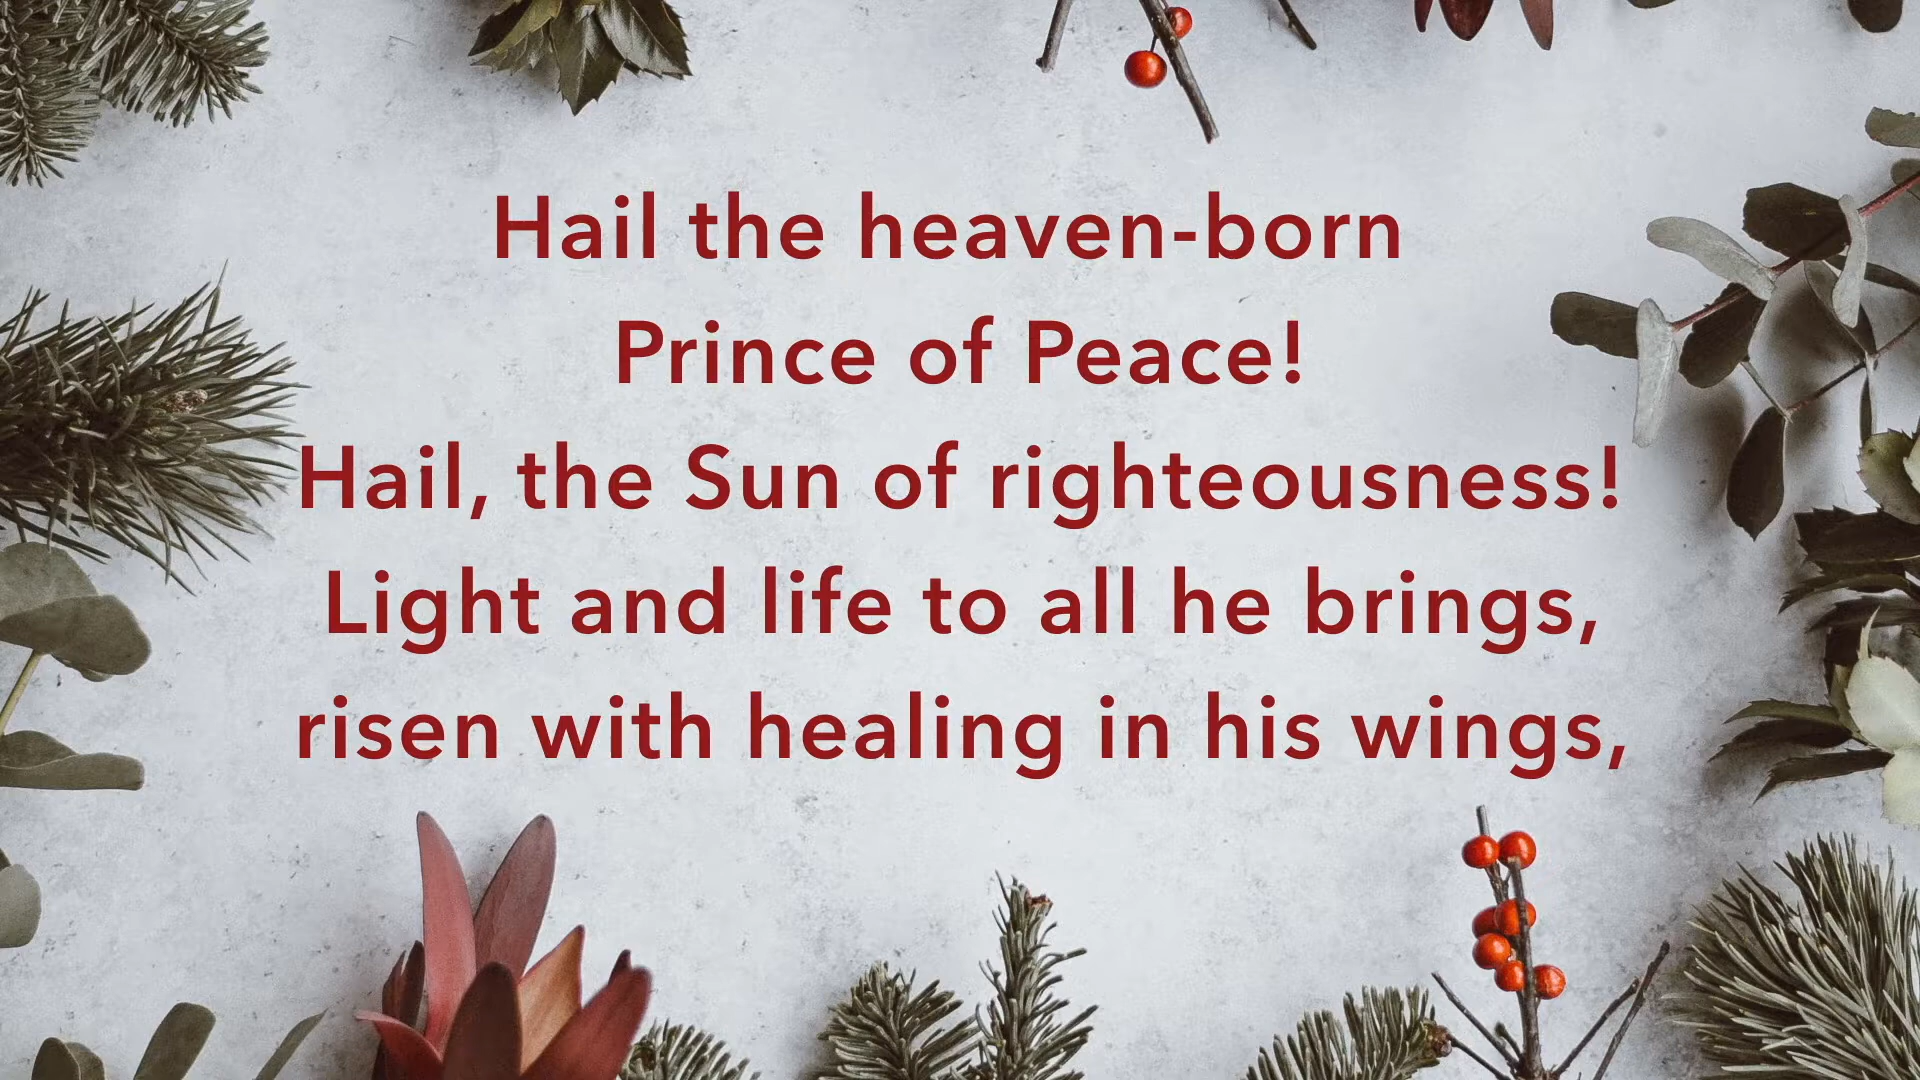 Hail the heaven-born
Prince of Peace!
Hail, the Sun of righteousness!
Light and life to all he brings,
risen with healing in his wings,